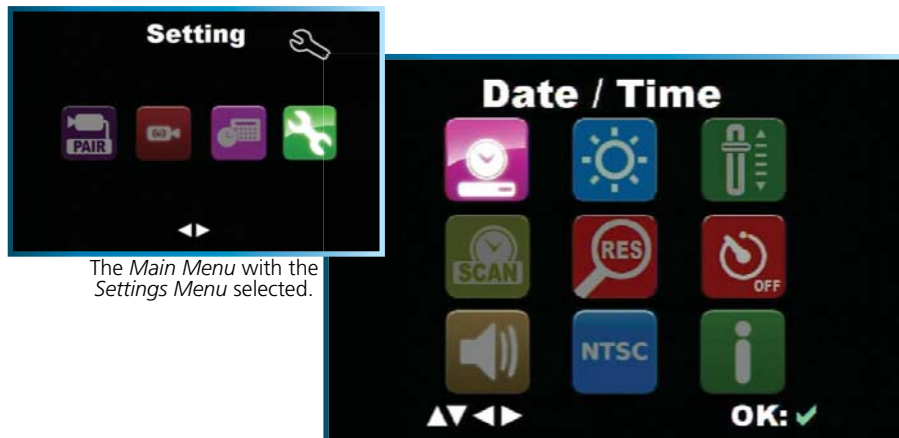 Setting
PAIR
The Main Menu with the
Settings Menu selected.
Date / Time
SCAN
RES
OFF
NTSC
i
OK: